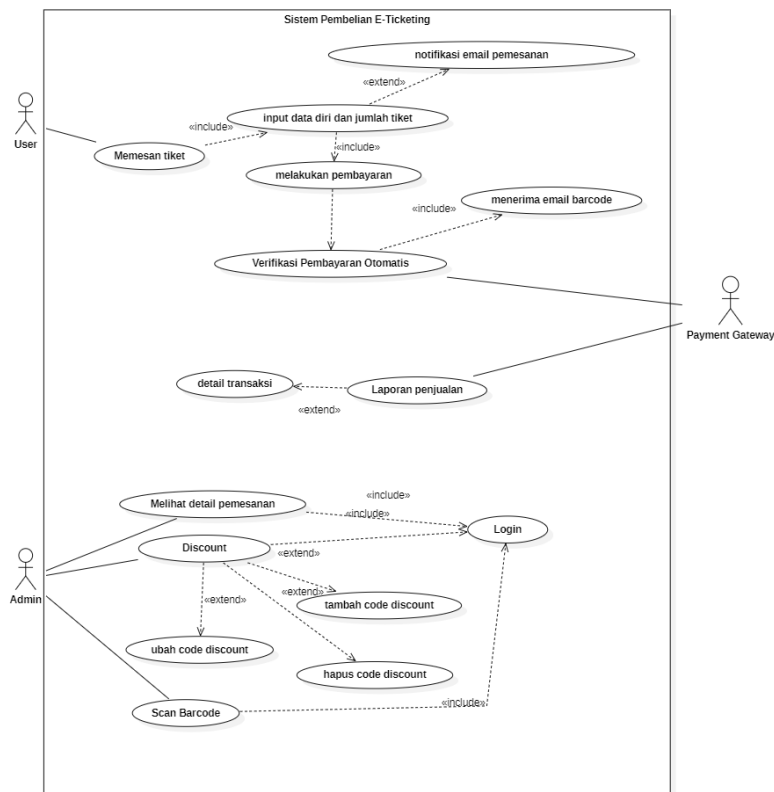 Sistem Pembelian E-Ticketing
notifikasi email pemesanan
«extend»
input data diri dan jumlah tiket
«include»
User
Memesan tiket
«include»
melakukan pembayaran
menerima email barcode
«include»
Verifikasi Pembayaran Otomatis
Payment Gateway
detail transaksi
Laporan penjualan
«extend»
«include»
Melihat detail pemesanan
«include»
Login
Discount
«extend»
Admin
«extend»
«extend»
tambah code discount
ubah code discount
hapus code discount
«include»
Scan Barcode